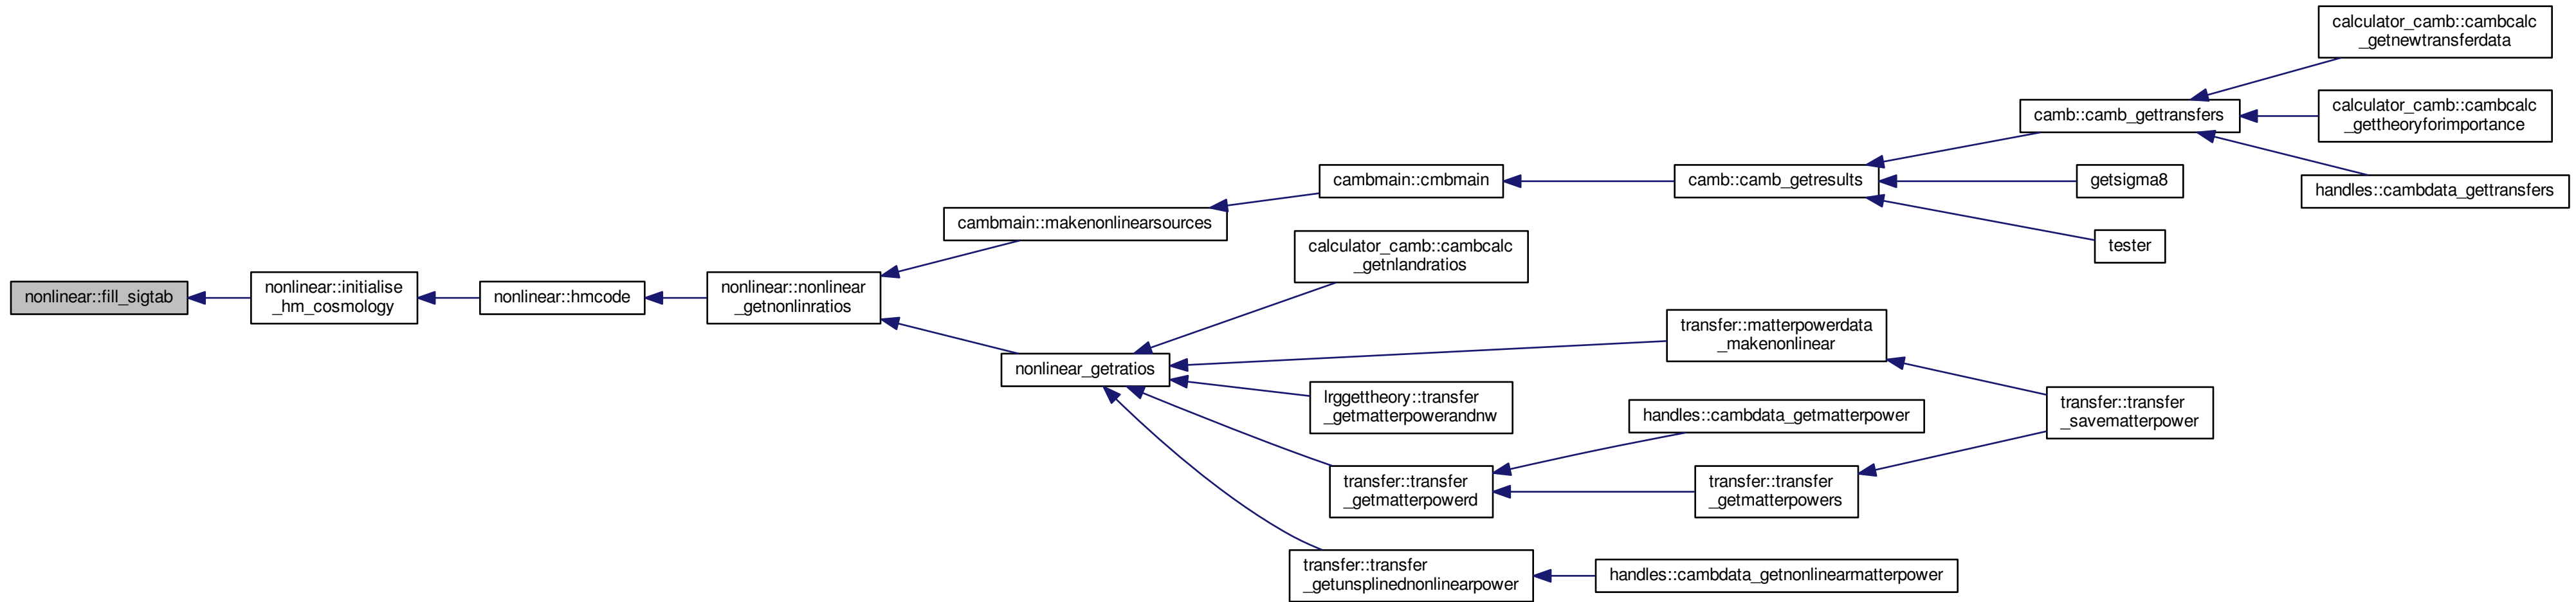 calculator_camb::cambcalc
_getnewtransferdata
calculator_camb::cambcalc
_gettheoryforimportance
camb::camb_gettransfers
handles::cambdata_gettransfers
cambmain::cmbmain
camb::camb_getresults
getsigma8
tester
cambmain::makenonlinearsources
calculator_camb::cambcalc
_getnlandratios
nonlinear::fill_sigtab
nonlinear::initialise
_hm_cosmology
nonlinear::hmcode
nonlinear::nonlinear
_getnonlinratios
nonlinear_getratios
transfer::matterpowerdata
_makenonlinear
lrggettheory::transfer
_getmatterpowerandnw
handles::cambdata_getmatterpower
transfer::transfer
_savematterpower
transfer::transfer
_getmatterpowerd
transfer::transfer
_getmatterpowers
transfer::transfer
_getunsplinednonlinearpower
handles::cambdata_getnonlinearmatterpower